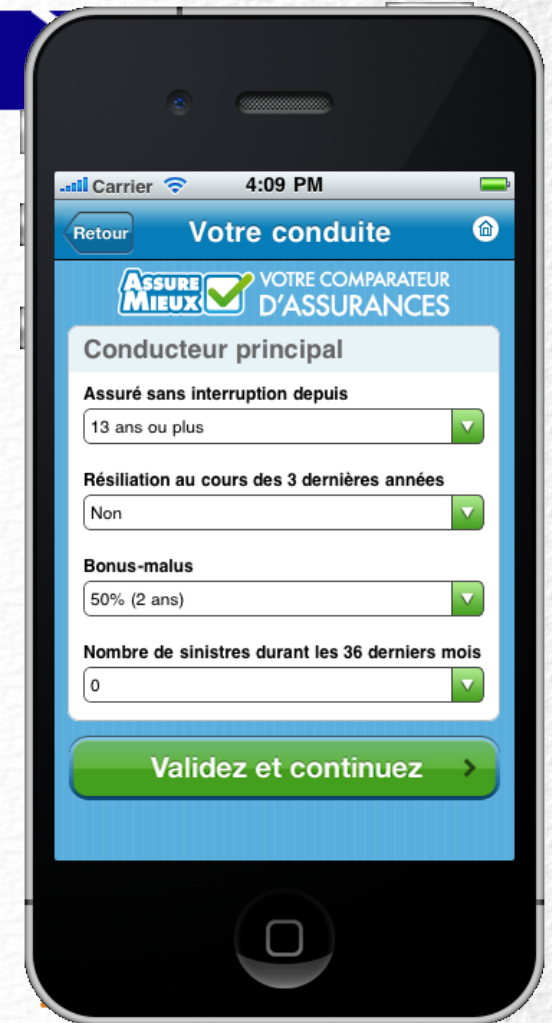 Carrier 4:09 PM
Retour Votre conduite
ASSURE MIEUX
VOTRE COMPARATEUR
D'ASSURANCES
Conducteur principal
Assuré sans interruption depuis
13 ans ou plus
Résiliation au cours des 3 dernières années
Non
Bonus-malus
50% (2 ans)
Nombre de sinistres durant les 36 derniers mois
0
Validez et continuez